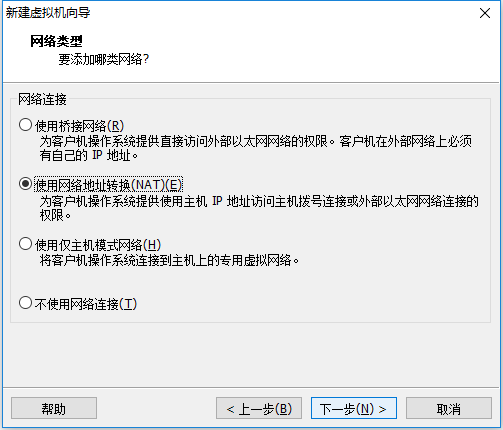 新建虚拟机向导
网络类型
要添加哪类网络?
网络连接
使用桥接网络(R)
为客户机操作系统提供直接访问外部以太网网络的权限。客户机在外部网络上必须
有自己的 IP 地址。
使用网络地址转换(NAT)(E)
为客户机操作系统提供使用主机 IP 地址访问主机拨号连接或外部以太网网络连接的
权限。
使用仅主机模式网络(H)
将客户机操作系统连接到主机上的专用虚拟网络。
不使用网络连接(T)
帮助
< 上一步(B)
下一步(N) >
取消